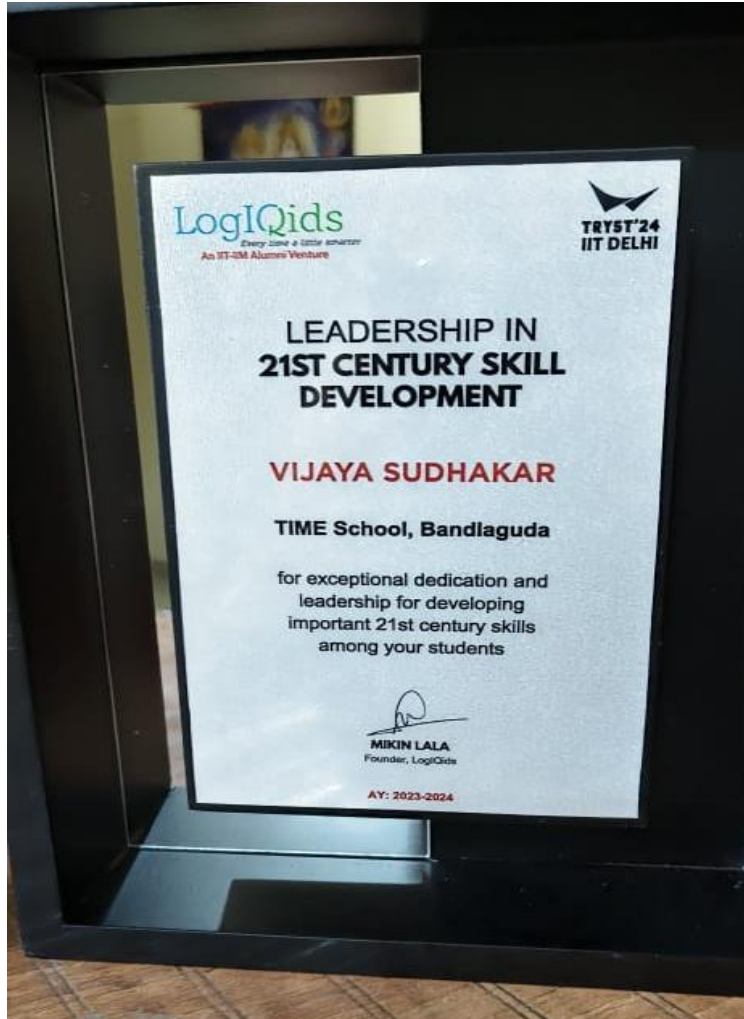 LogIQids
Every time a little smarter
An IIT-IIM Alumni Venture
TRYST'24
IIT DELHI
LEADERSHIP IN
21ST CENTURY SKILL
DEVELOPMENT
VIJAYA SUDHAKAR
TIME School, Bandlaguda
for exceptional dedication and
leadership for developing
important 21st century skills
among your students
MIKIN LALA
Founder, LogIQids
AY: 2023-2024